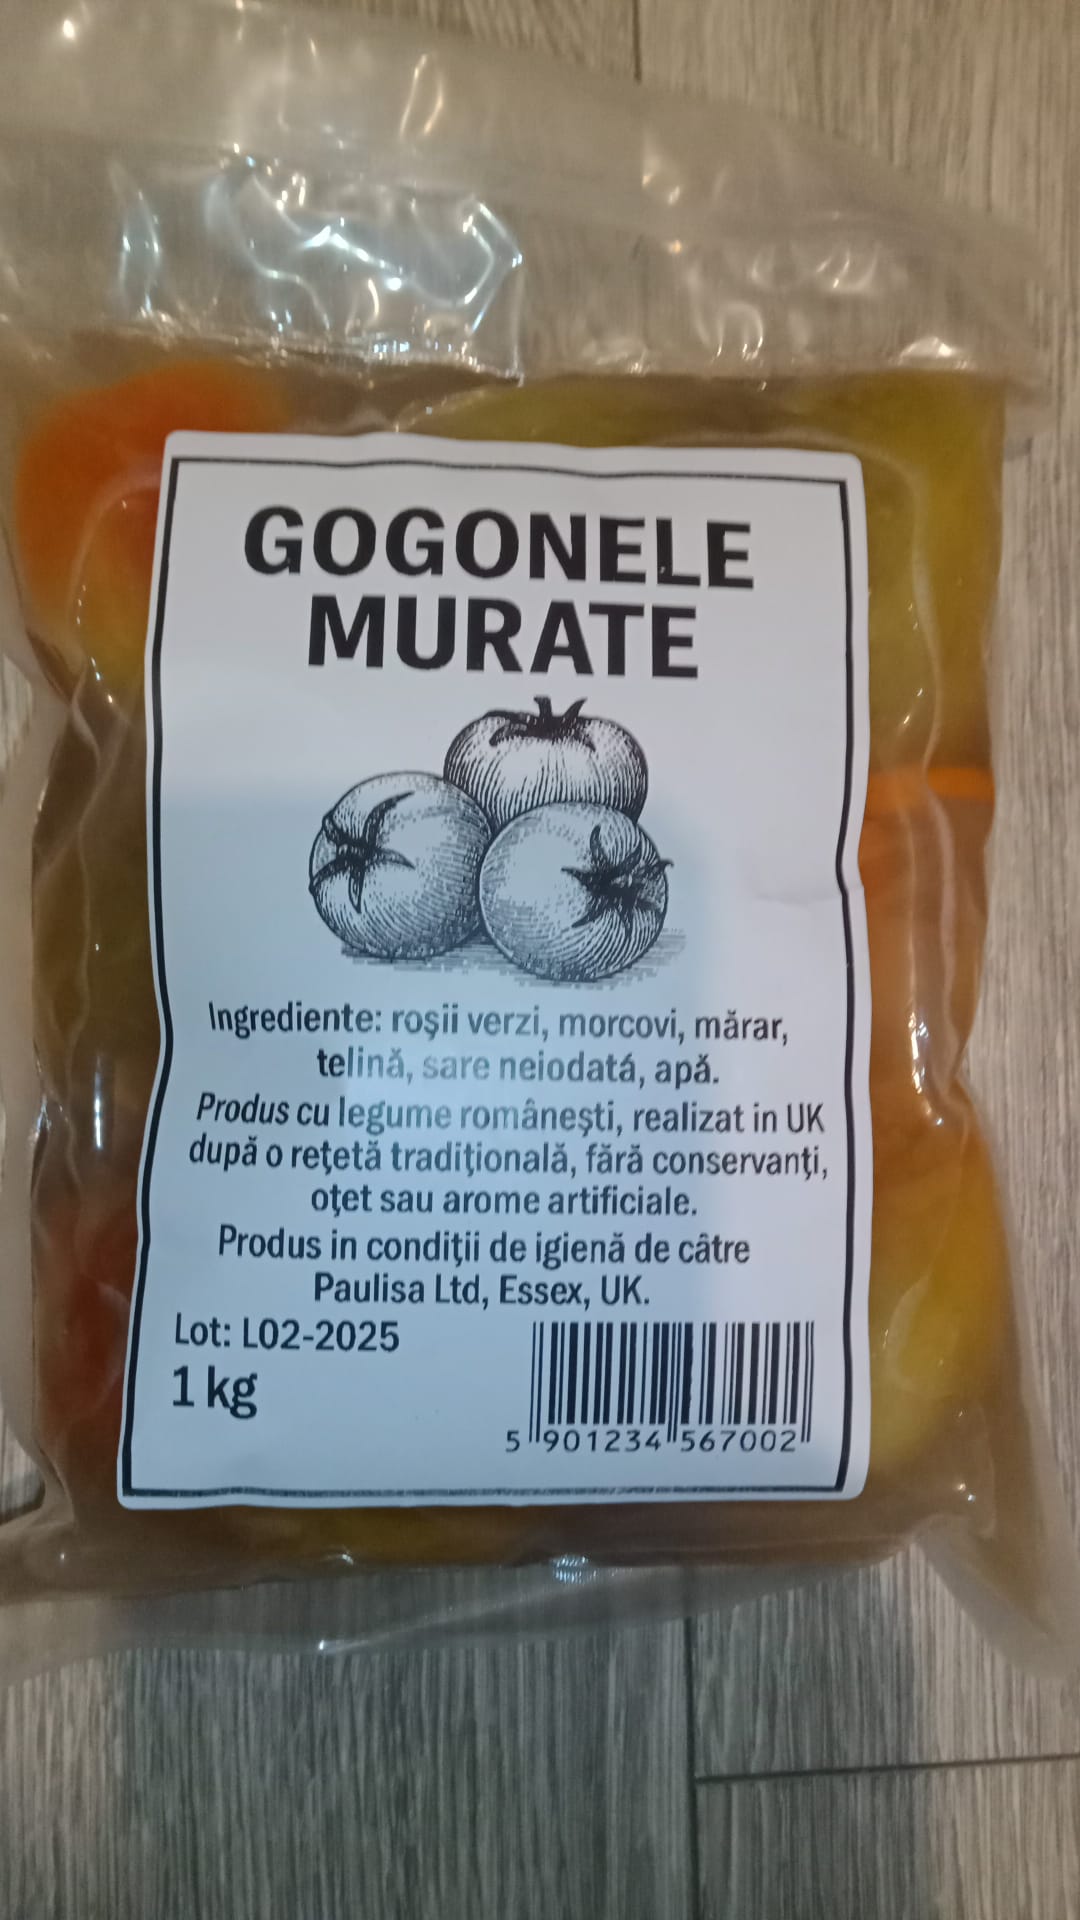 GOGONELE
MURATE
Ingrediente: roşii verzi, morcovi, mărar,
telină, sare neiodatá, apă.
Produs cu legume româneşti, realizat in UK
după o reţetă tradiţională, fără conservanţi,
oţet sau arome artificiale.
Produs in condiţii de igienă de câtre
Paulisa Ltd, Essex, UK.
Lot: L02-2025
1 kg
5 901234 567002